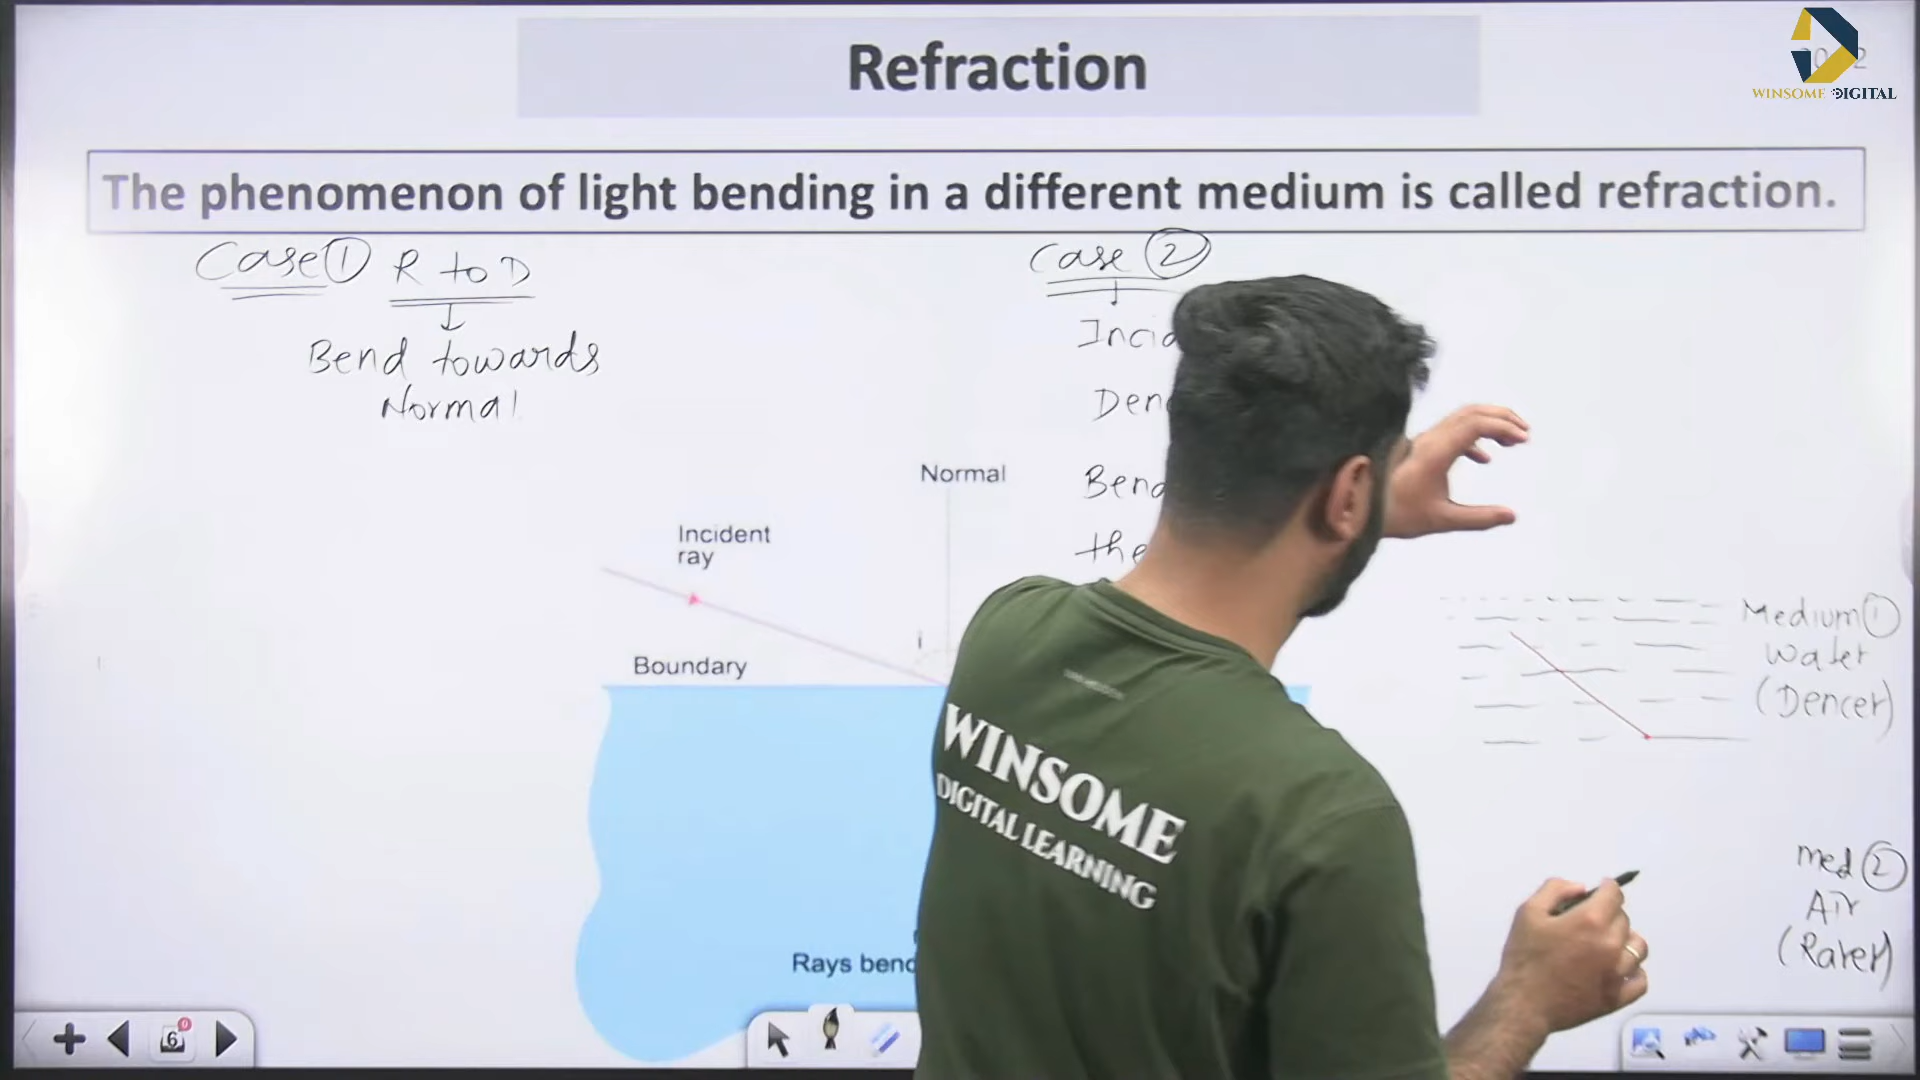 Refraction
WINSOME DIGITAL
The phenomenon of light bending in a different medium is called refraction.
Case ① R to D
Bend towards
Normal
Case ②
Normal
Incident
ray
i
Boundary
Medium ①
Water
(Dencer)
WINSOME
DIGITAL LEARNING
med ②
Air
(Rarer)
Rays bend
6